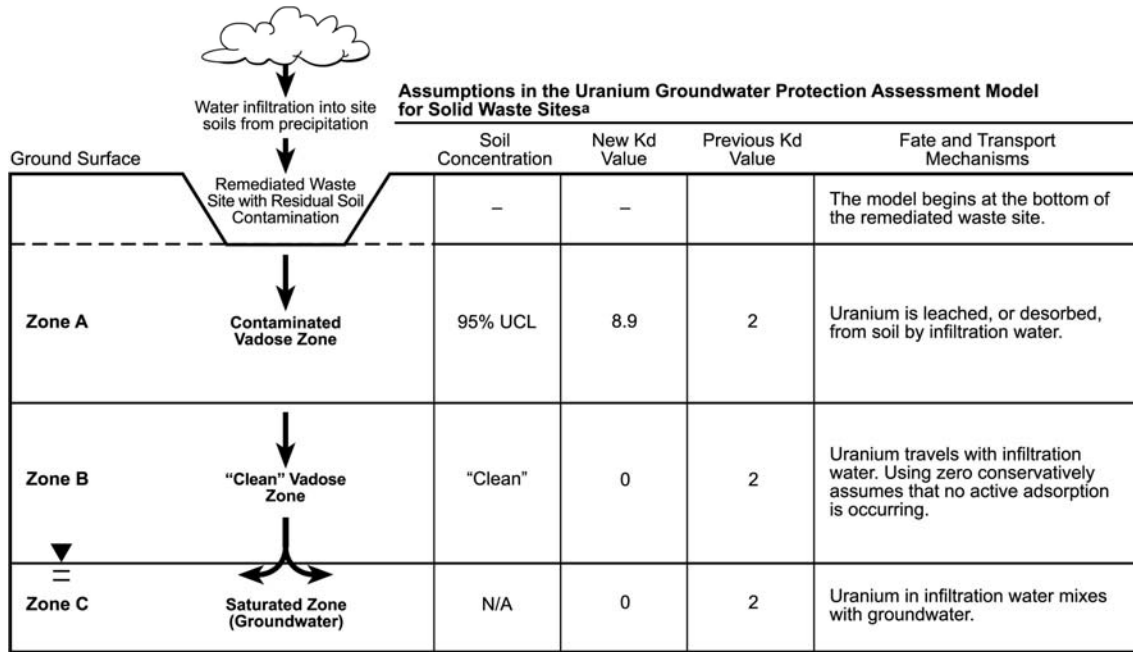 Water infiltration into site
soils from precipitation
Assumptions in the Uranium Groundwater Protection Assessment Model
for Solid Waste Sitesa
Ground Surface
Soil
Concentration
New Kd
Value
Previous Kd
Value
Fate and Transport
Mechanisms
Remediated Waste
Site with Residual Soil
Contamination
–
–
The model begins at the bottom of
the remediated waste site.
Zone A
Contaminated
Vadose Zone
95% UCL
8.9
2
Uranium is leached, or desorbed,
from soil by infiltration water.
Zone B
“Clean” Vadose
Zone
“Clean”
0
2
Uranium travels with infiltration
water. Using zero conservatively
assumes that no active adsorption
is occurring.
Zone C
Saturated Zone
(Groundwater)
N/A
0
2
Uranium in infiltration water mixes
with groundwater.